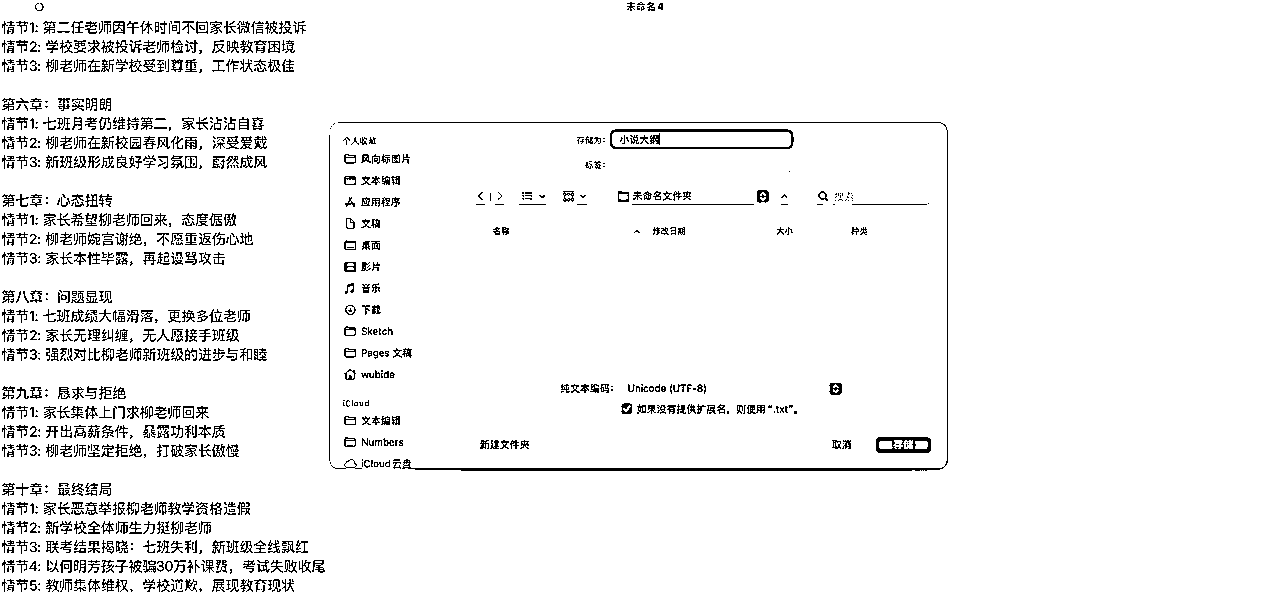 未命名 4
情节1: 第二任老师因午休时间不回家长微信被投诉
情节2: 学校要求被投诉老师检讨，反映教育困境
情节3: 柳老师在新学校受到尊重，工作状态极佳
第六章：事实明朗
情节1: 七班月考仍维持第二，家长沾沾自喜
情节2: 柳老师在新校园春风化雨，深受爱戴
情节3: 新班级形成良好学习氛围，蔚然成风
第七章：心态扭转
情节1: 家长希望柳老师回来，态度倨傲
情节2: 柳老师婉言谢绝，不愿重返伤心地
情节3: 家长本性毕露，再起谩骂攻击
第八章：问题显现
情节1: 七班成绩大幅滑落，更换多位老师
情节2: 家长无理纠缠，无人愿接手班级
情节3: 强烈对比柳老师新班级的进步与和睦
第九章：恳求与拒绝
情节1: 家长集体上门求柳老师回来
情节2: 开出高薪条件，暴露功利本质
情节3: 柳老师坚定拒绝，打破家长傲慢
第十章：最终结局
情节1: 家长恶意举报柳老师教学资格造假
情节2: 新学校全体师生力挺柳老师
情节3: 联考结果揭晓：七班失利，新班级全线飘红
情节4: 以何明芳孩子被骗30万补课费，考试失败收尾
情节5: 教师集体维权，学校道歉，展现教育现状
个人收藏
风向标图片
文本编辑
应用程序
文稿
桌面
影片
音乐
下载
Sketch
Pages 文稿
wubide
iCloud
文本编辑
Numbers
iCloud 云盘
存储为: 小说大纲
标签:
未命名文件夹
搜索
名称 修改日期 大小 种类
纯文本编码: Unicode (UTF-8)
如果没有提供扩展名，则使用“.txt”。
新建文件夹 取消 存储